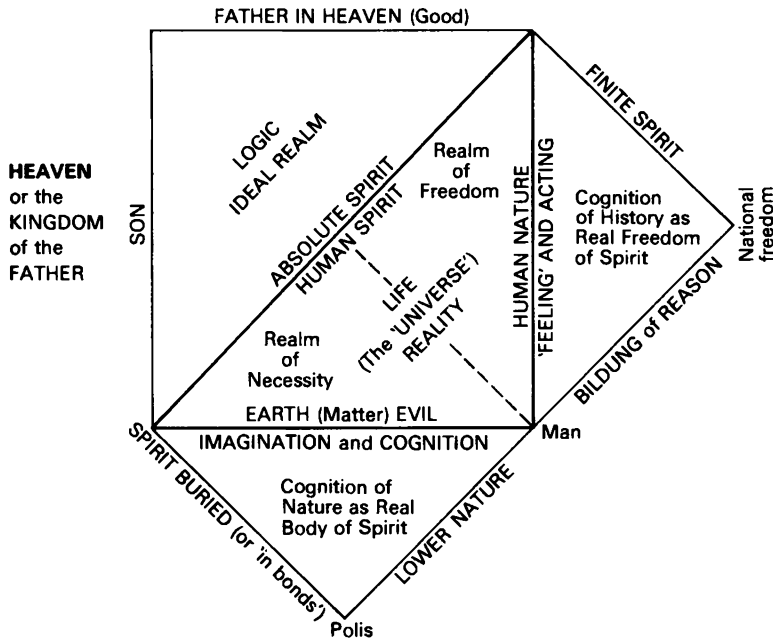 FATHER IN HEAVEN (Good)
HEAVEN
or the
KINGDOM
of the
FATHER
SON
LOGIC
IDEAL REALM
ABSOLUTE SPIRIT
HUMAN SPIRIT
Realm
of
Freedom
LIFE
(The ‘UNIVERSE’)
REALITY
Realm
of
Necessity
HUMAN NATURE
‘FEELING’ AND ACTING
FINITE SPIRIT
Cognition
of History as
Real Freedom
of Spirit
National
freedom
BILDUNG of REASON
EARTH (Matter) EVIL
IMAGINATION and COGNITION
Man
SPIRIT BURIED (or ‘in bonds’)
Cognition of
Nature as Real
Body of Spirit
LOWER NATURE
Polis